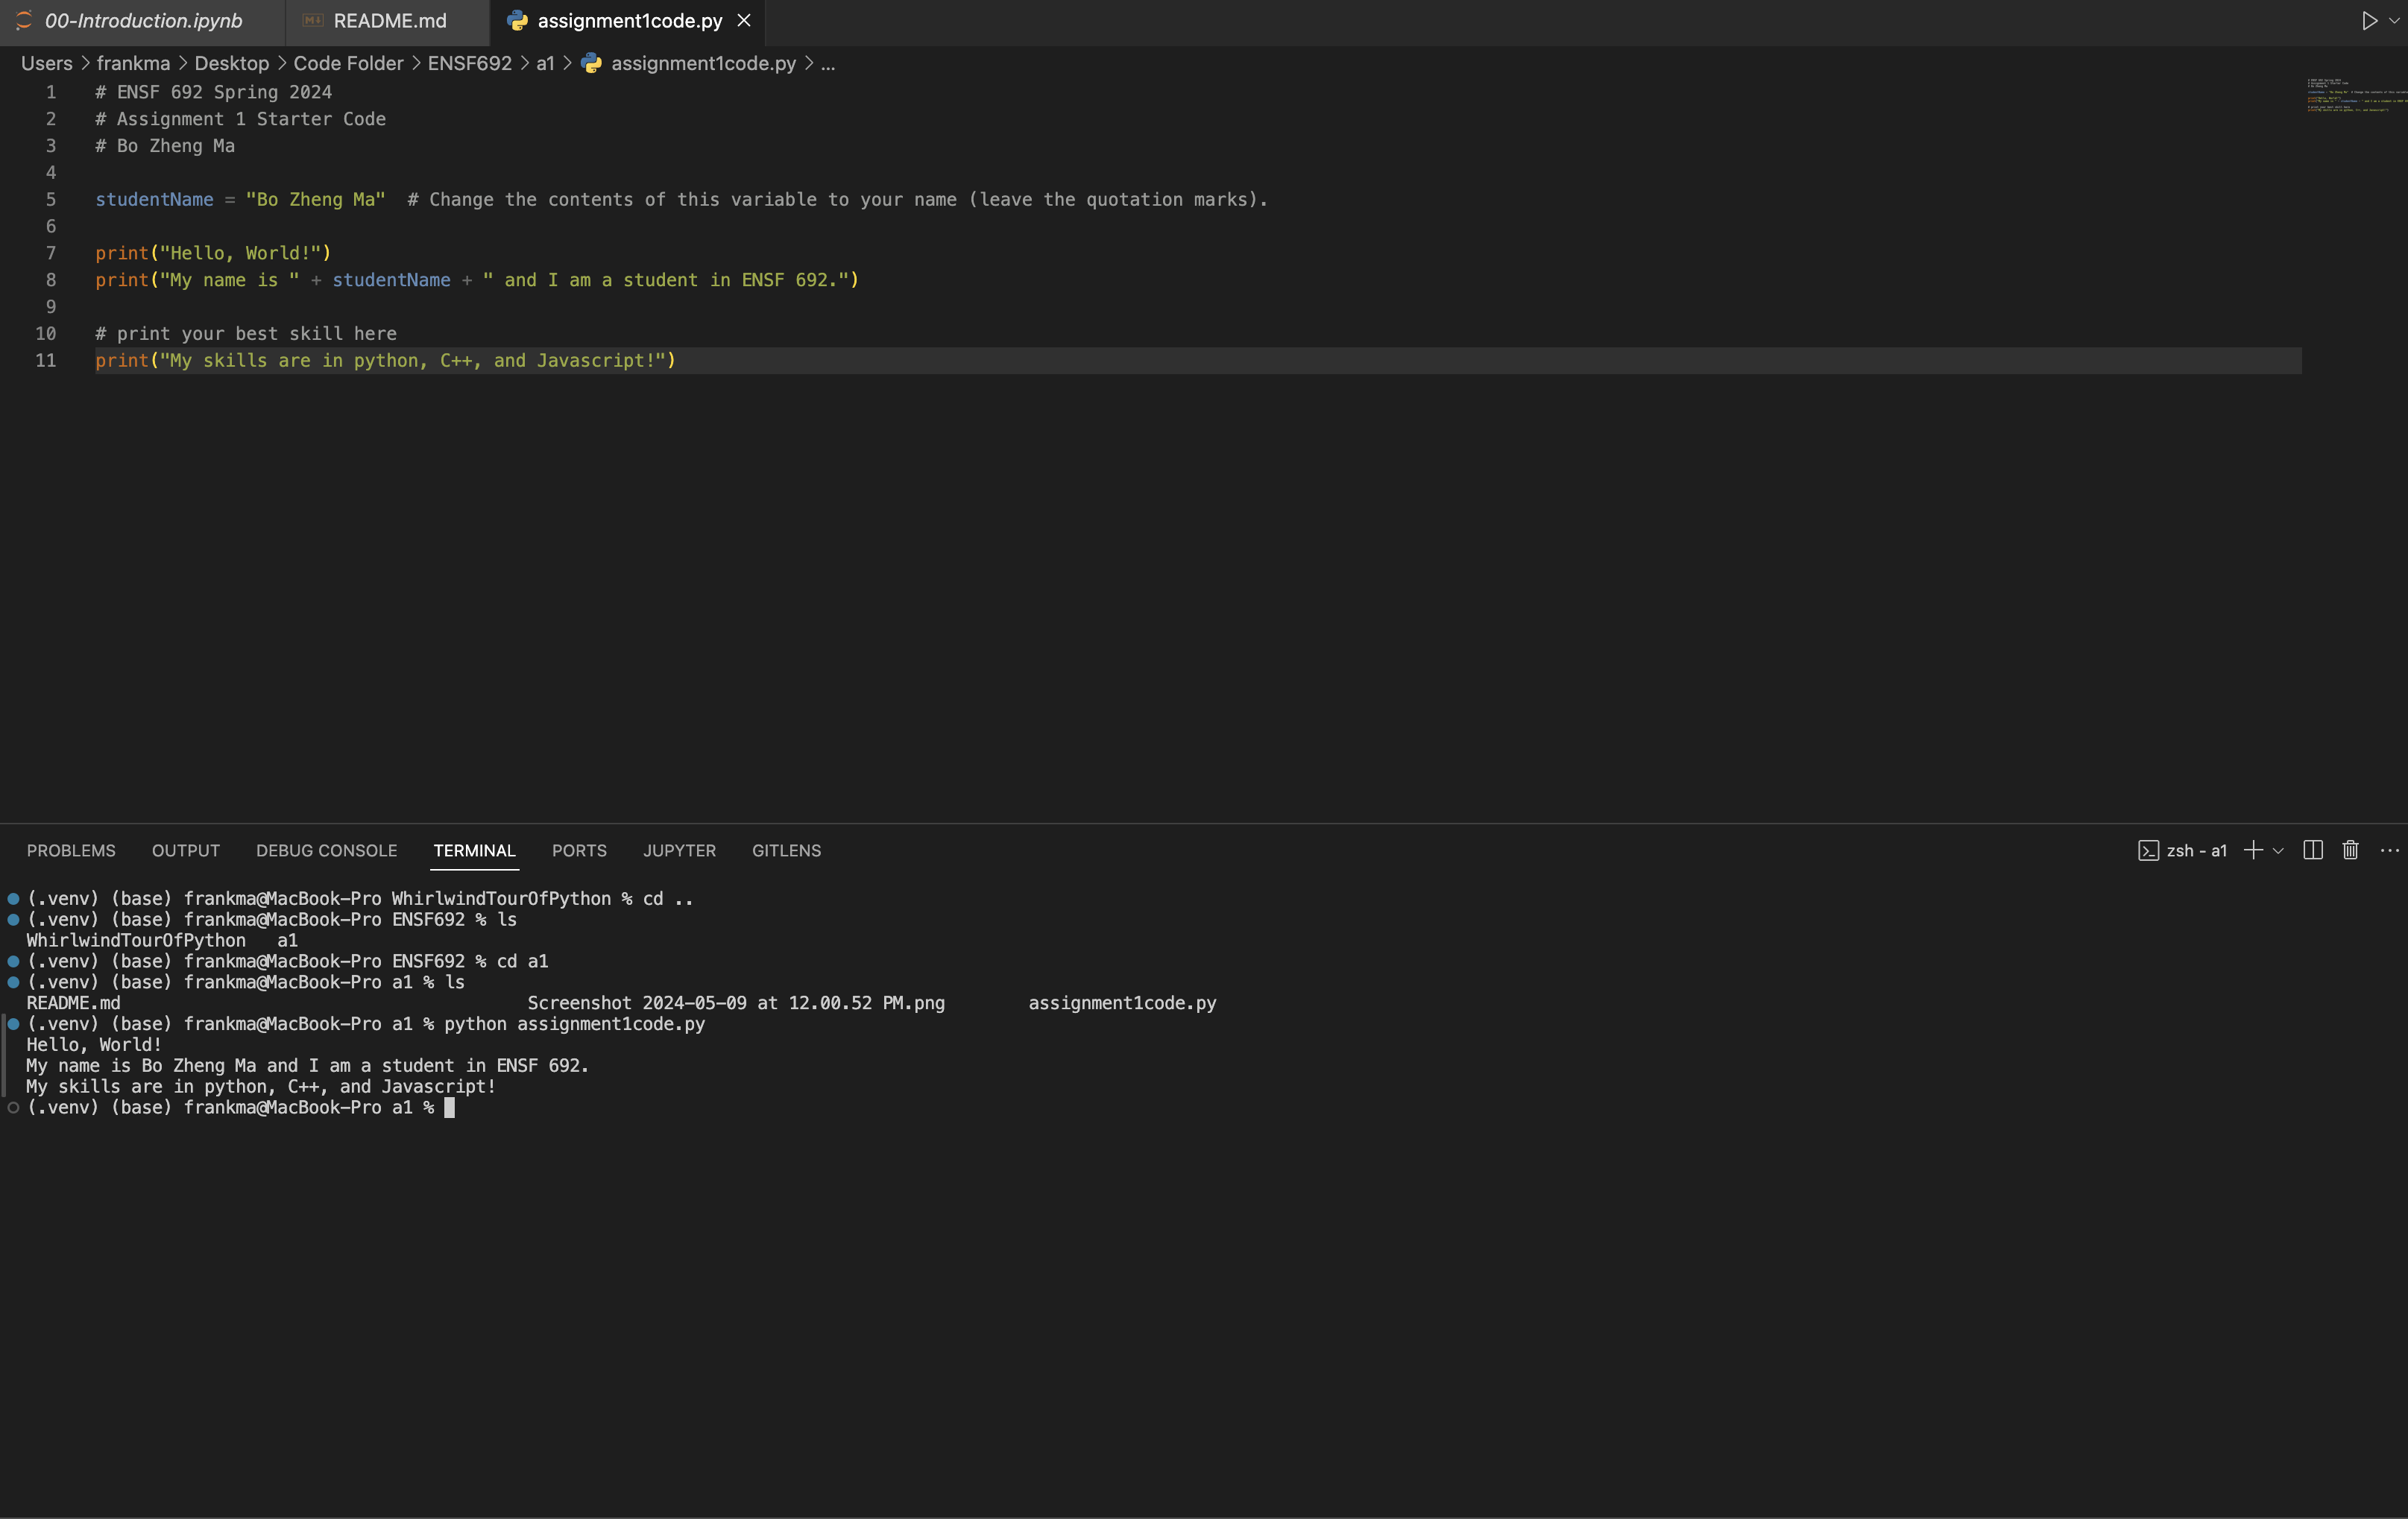 00-Introduction.ipynb README.md assignment1code.py
Users > frankma > Desktop > Code Folder > ENSF692 > a1 > assignment1code.py > ...
1 # ENSF 692 Spring 2024
2 # Assignment 1 Starter Code
3 # Bo Zheng Ma
4
5 studentName = "Bo Zheng Ma"  # Change the contents of this variable to your name (leave the quotation marks).
6
7 print("Hello, World!")
8 print("My name is " + studentName + " and I am a student in ENSF 692.")
9
10 # print your best skill here
11 print("My skills are in python, C++, and Javascript!")
PROBLEMS OUTPUT DEBUG CONSOLE TERMINAL PORTS JUPYTER GITLENS zsh - a1
(.venv) (base) frankma@MacBook-Pro WhirlwindTourOfPython % cd ..
(.venv) (base) frankma@MacBook-Pro ENSF692 % ls
WhirlwindTourOfPython   a1
(.venv) (base) frankma@MacBook-Pro ENSF692 % cd a1
(.venv) (base) frankma@MacBook-Pro a1 % ls
README.md Screenshot 2024-05-09 at 12.00.52 PM.png assignment1code.py
(.venv) (base) frankma@MacBook-Pro a1 % python assignment1code.py
Hello, World!
My name is Bo Zheng Ma and I am a student in ENSF 692.
My skills are in python, C++, and Javascript!
(.venv) (base) frankma@MacBook-Pro a1 %